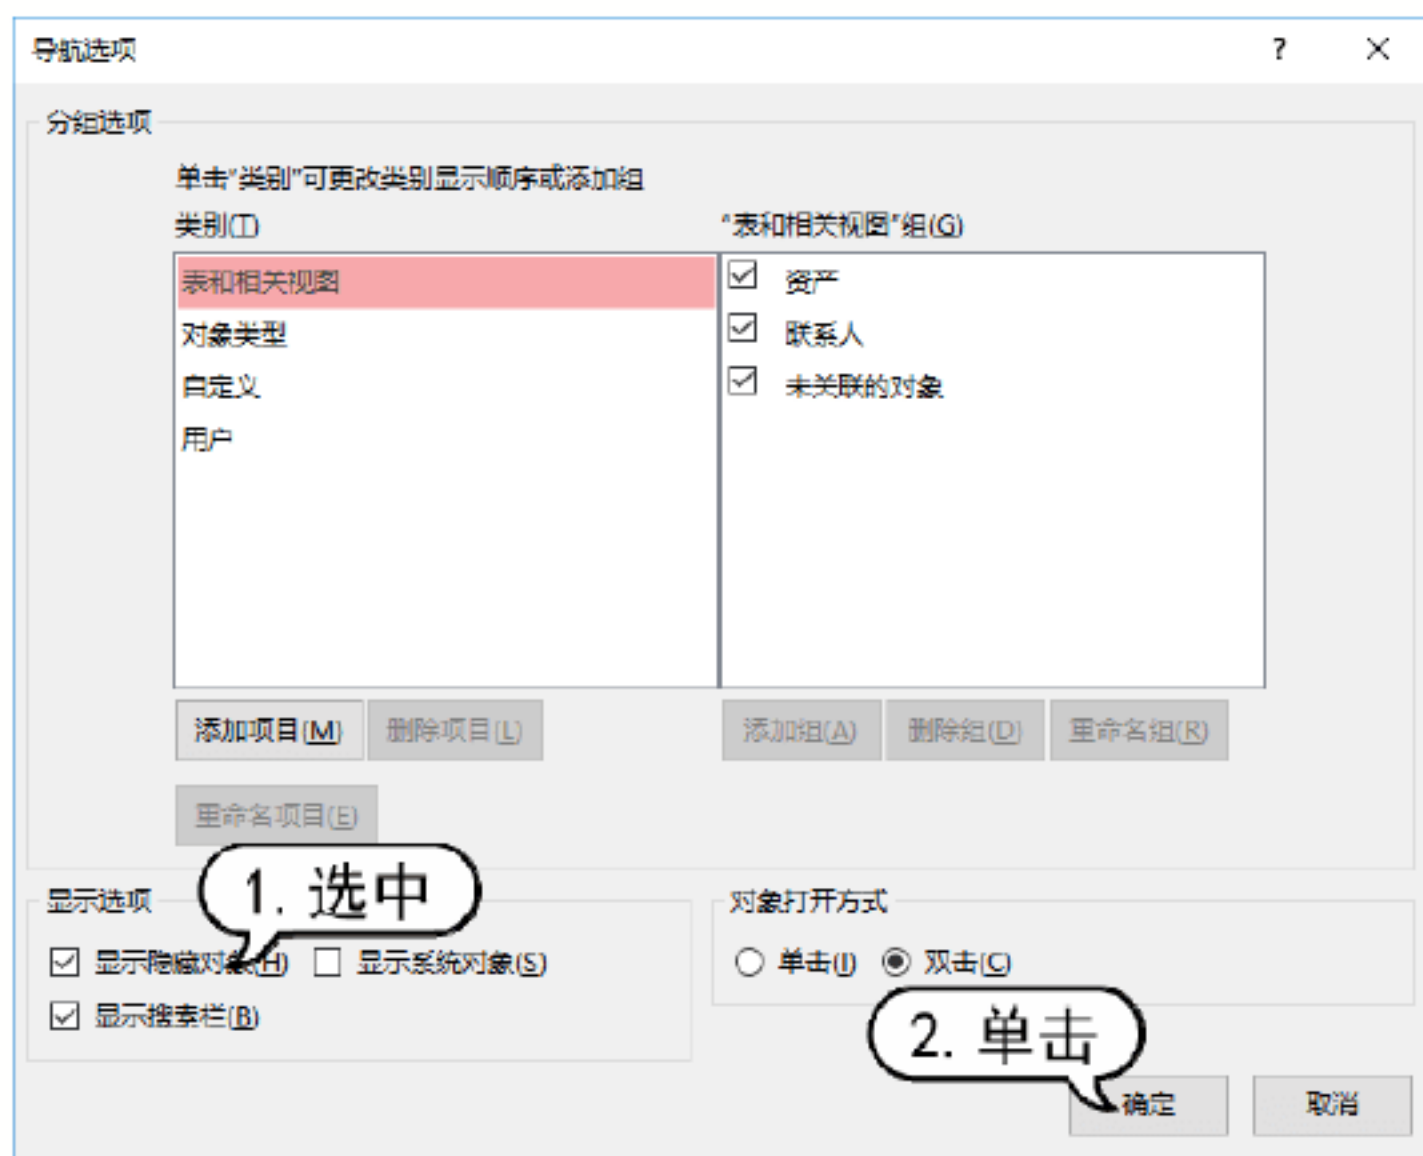 导航选项
?
分组选项
单击“类别”可更改类别显示顺序或添加组
类别(T)
“表和相关视图”组(G)
表和相关视图
资产
对象类型
联系人
自定义
未关联的对象
用户
添加项目(M)
删除项目(L)
添加组(A)
删除组(D)
重命名组(R)
重命名项目(E)
1. 选中
显示选项
对象打开方式
显示隐藏对象(H)
显示系统对象(S)
单击(I)
双击(C)
显示搜索栏(B)
2. 单击
确定
取消